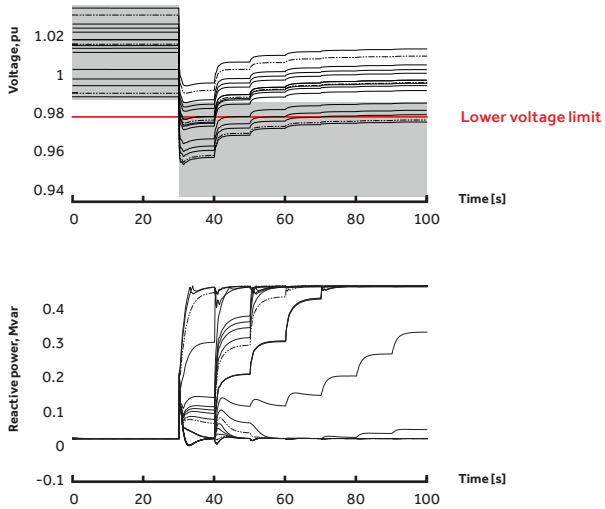 Voltage, pu
1.02
1
0.98
0.96
0.94
Lower voltage limit
Time [s]
0 20 40 60 80 100
Reactive power, Mvar
0.4
0.3
0.2
0.1
0
-0.1
Time [s]
0 20 40 60 80 100